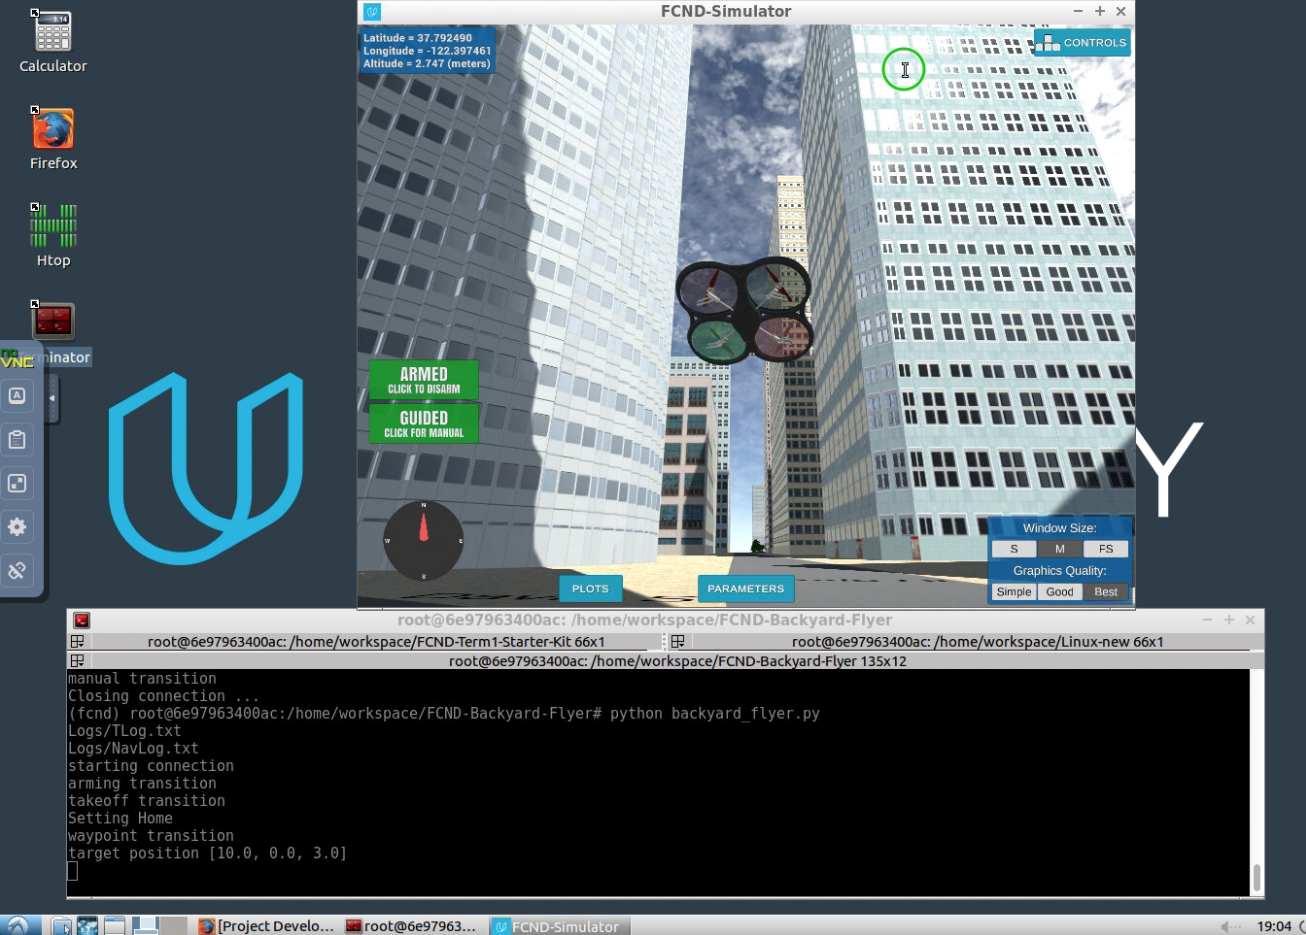 FCND-Simulator
Latitude = 37.792490
Longitude = -122.397461
Altitude = 2.747 (meters)
CONTROLS
3.14
Calculator
Firefox
Htop
minator
VNC
A
ARMED
CLICK TO DISARM
GUIDED
CLICK FOR MANUAL
N
W
E
S
Y
Window Size:
S M FS
Graphics Quality:
Simple Good Best
PLOTS
PARAMETERS
root@6e97963400ac: /home/workspace/FCND-Backyard-Flyer
root@6e97963400ac: /home/workspace/FCND-Term1-Starter-Kit 66x1
root@6e97963400ac: /home/workspace/Linux-new 66x1
root@6e97963400ac: /home/workspace/FCND-Backyard-Flyer 135x12
manual transition
Closing connection ...
(fcnd) root@6e97963400ac:/home/workspace/FCND-Backyard-Flyer# python backyard_flyer.py
Logs/TLog.txt
Logs/NavLog.txt
starting connection
arming transition
takeoff transition
Setting Home
waypoint transition
target position [10.0, 0.0, 3.0]
[Project Develo...
root@6e97963...
FCND-Simulator
19:04